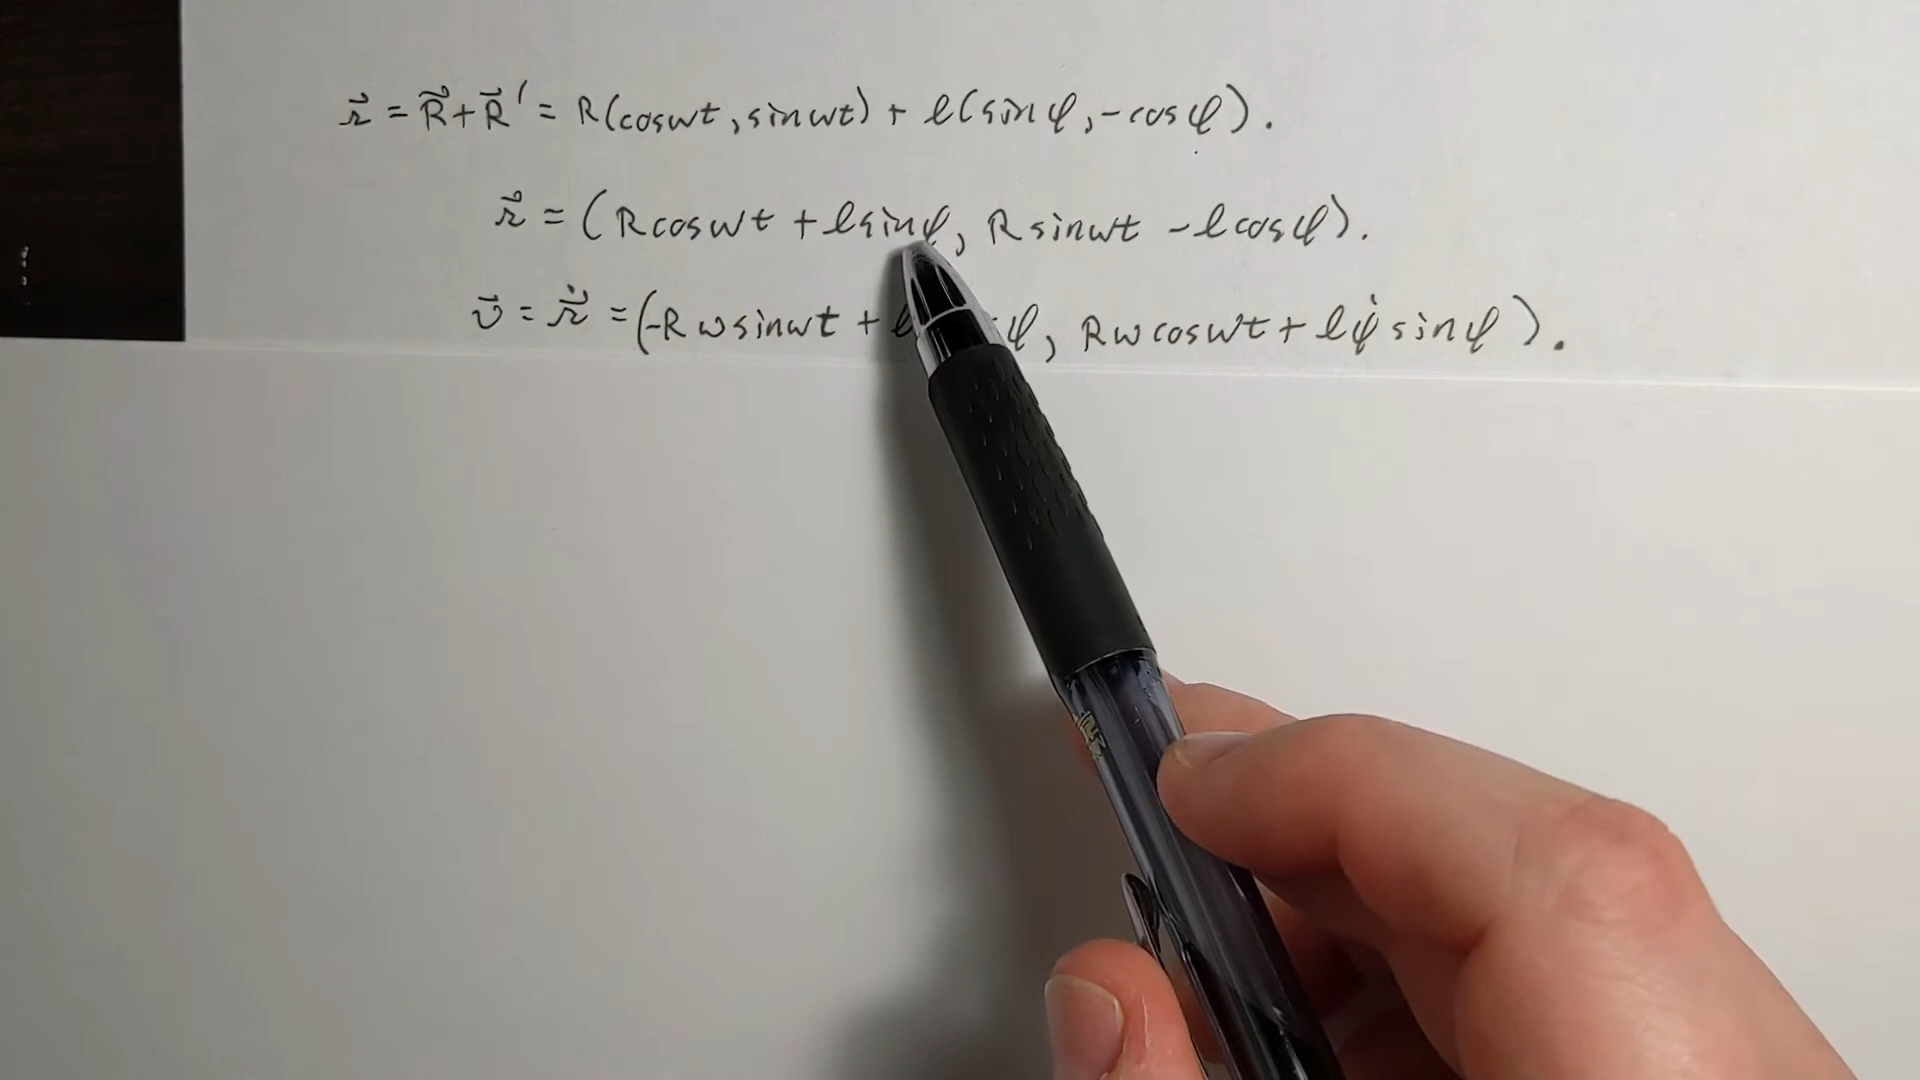 r⃗ = R⃗ + R⃗' = R(cosωt, sinωt) + ℓ(sinφ, -cosφ).
r⃗ = (Rcosωt + ℓsinφ, Rsinωt - ℓcosφ).
v⃗ = ṙ⃗ = (-Rωsinωt + ℓ φ, Rωcosωt + ℓφ̇sinφ).